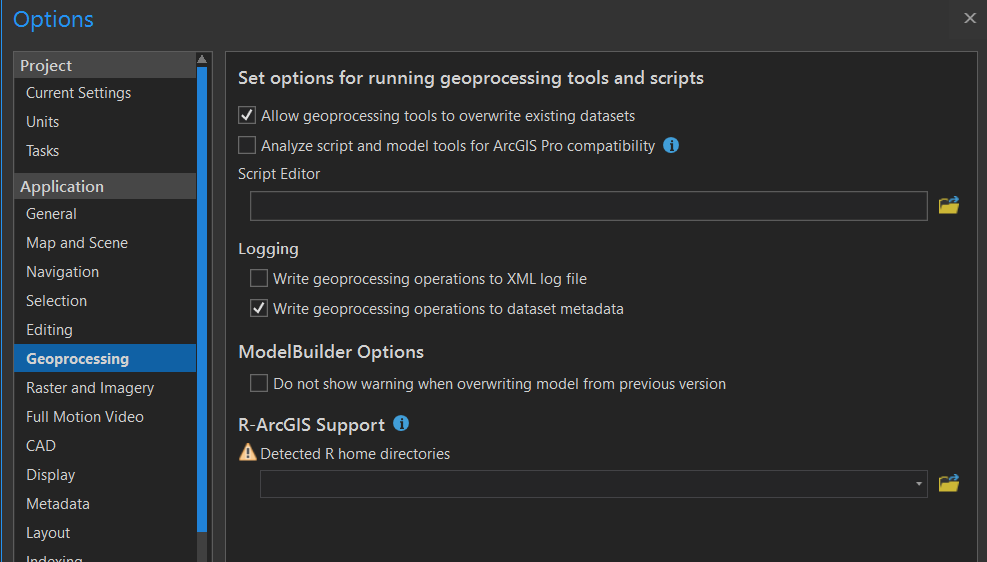 Options
Project
Current Settings
Units
Tasks
Application
General
Map and Scene
Navigation
Selection
Editing
Geoprocessing
Raster and Imagery
Full Motion Video
CAD
Display
Metadata
Layout
Indexing
Set options for running geoprocessing tools and scripts
Allow geoprocessing tools to overwrite existing datasets
Analyze script and model tools for ArcGIS Pro compatibility
Script Editor
Logging
Write geoprocessing operations to XML log file
Write geoprocessing operations to dataset metadata
ModelBuilder Options
Do not show warning when overwriting model from previous version
R-ArcGIS Support
Detected R home directories